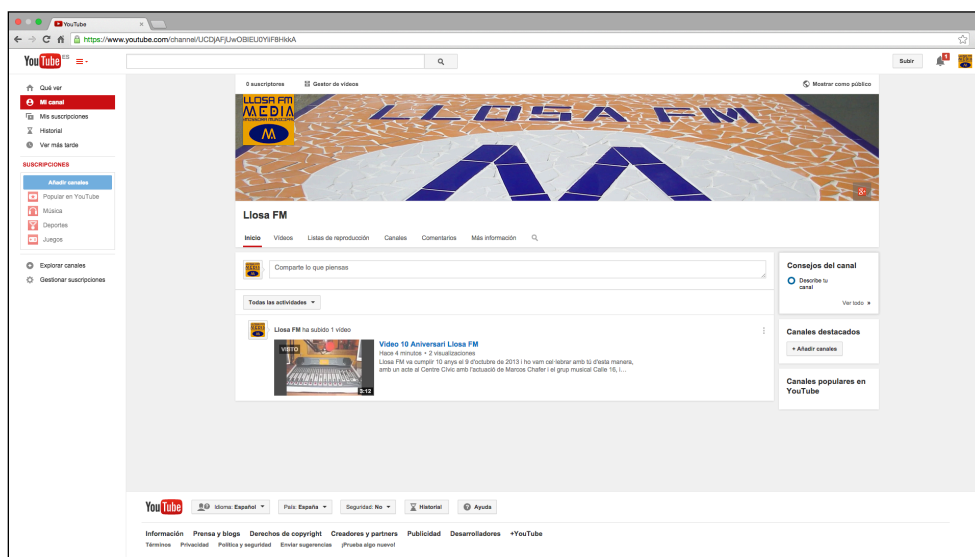 YouTube
https://www.youtube.com/channel/UCDjAFjUwOBIEU0YliF8HkkA
YouTube ES
Subir
1
Qué ver
Mi canal
Mis suscripciones
Historial
Ver más tarde
SUSCRIPCIONES
Añadir canales
Popular en YouTube
Música
Deportes
Juegos
Explorar canales
Gestionar suscripciones
0 suscriptores
Gestor de vídeos
Mostrar como público
LLOSA FM
MEDIA
LLOSA FM
g+
Llosa FM
Inicio
Vídeos
Listas de reproducción
Canales
Comentarios
Más información
Comparte lo que piensas
Todas las actividades
Llosa FM ha subido 1 vídeo
VISTO
3:12
Video 10 Aniversari Llosa FM
Hace 4 minutos • 2 visualizaciones
Llosa FM va cumplir 10 anys el 9 d'octubre de 2013 i ho vam cel·lebrar amb tú d'esta manera,
amb un acte al Centre Cívic amb l'actuació de Marcos Chafer i el grup musical Calle 16, i…
Consejos del canal
Describe tu
canal
Ver todo »
Canales destacados
+ Añadir canales
Canales populares en
YouTube
YouTube
Idioma: Español
País: España
Seguridad: No
Historial
Ayuda
Información Prensa y blogs Derechos de copyright Creadores y partners Publicidad Desarrolladores +YouTube
Términos Privacidad Política y seguridad Enviar sugerencias ¡Prueba algo nuevo!